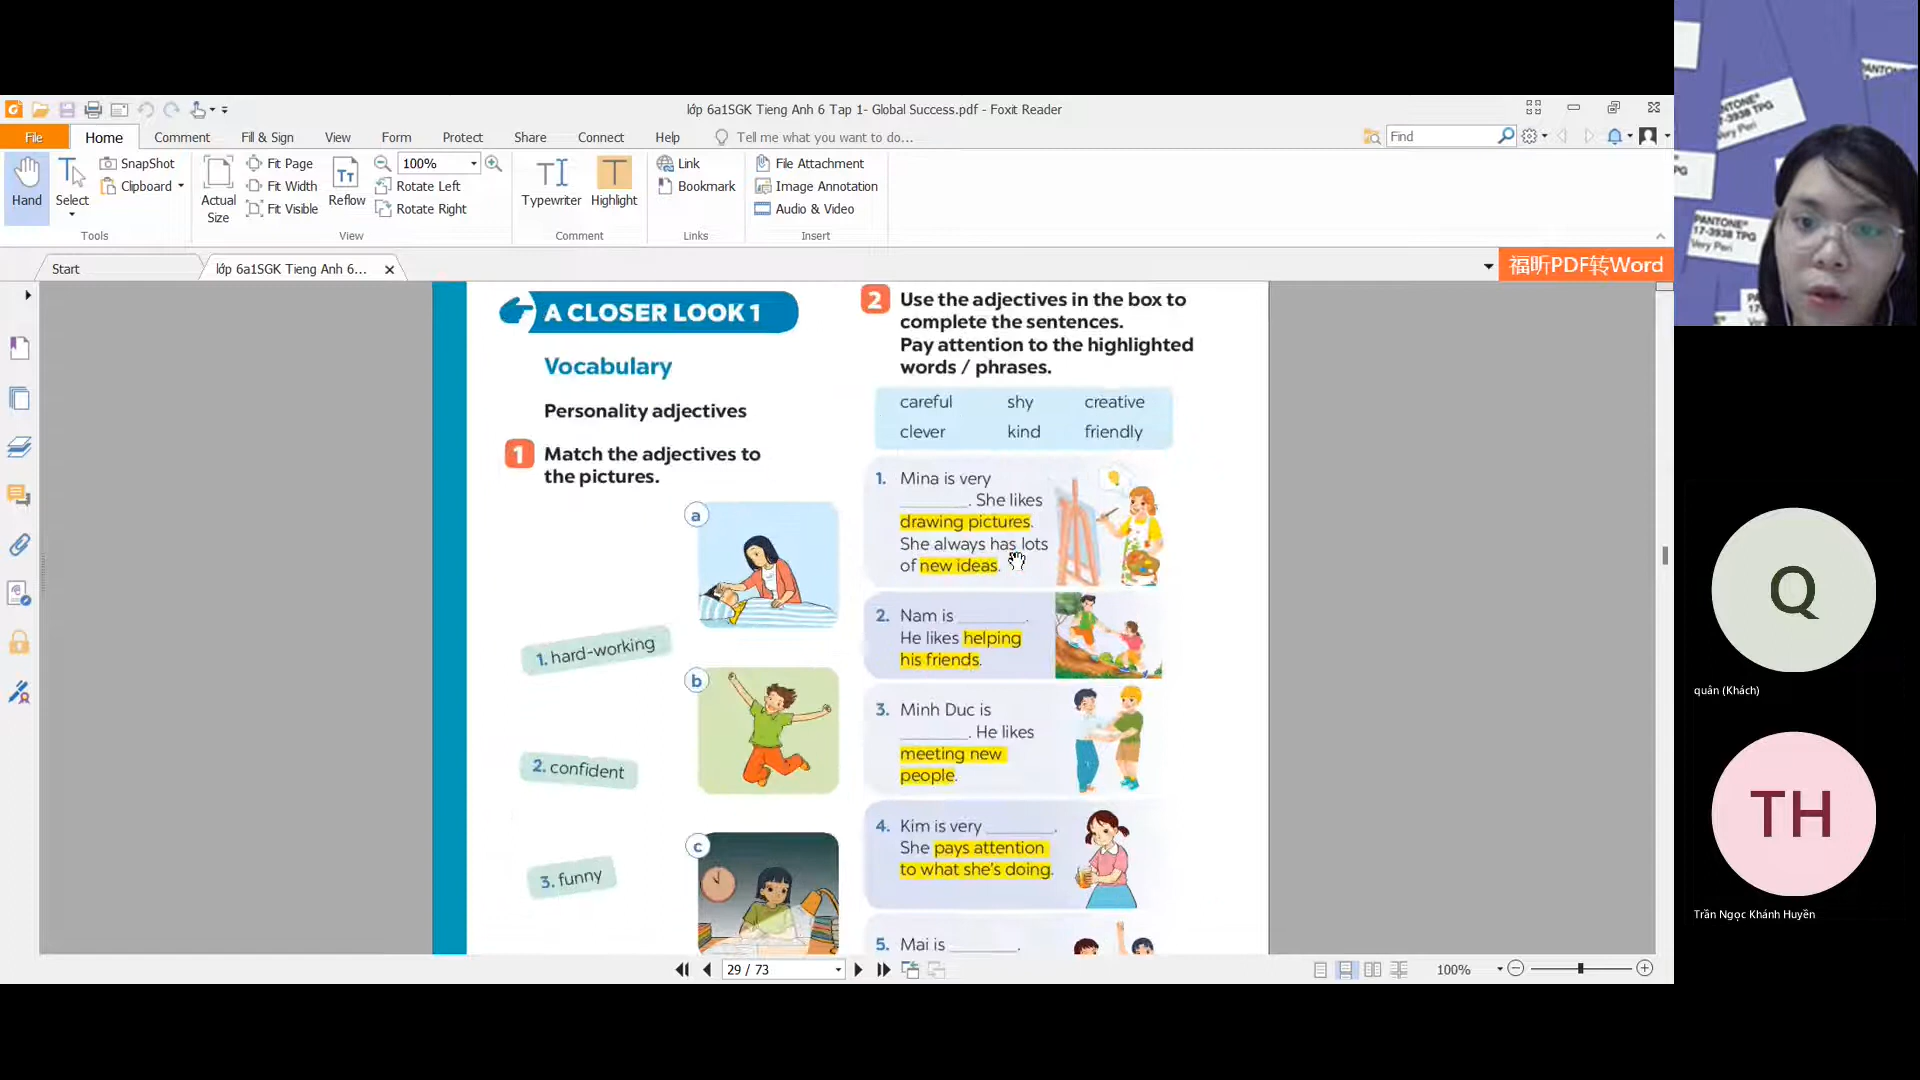 lớp 6a1SGK Tieng Anh 6 Tap 1- Global Success.pdf - Foxit Reader
File Home Comment Fill & Sign View Form Protect Share Connect Help Tell me what you want to do... Find
Hand
Select
SnapShot
Clipboard
Tools
Actual
Size
Fit Page
Fit Width
Fit Visible
Reflow
100%
Rotate Left
Rotate Right
View
Typewriter
Highlight
Comment
Link
Bookmark
Links
File Attachment
Image Annotation
Audio & Video
Insert
Start
lớp 6a1SGK Tieng Anh 6...
福昕PDF转Word
A CLOSER LOOK 1
Vocabulary
Personality adjectives
1 Match the adjectives to
the pictures.
a
1. hard-working
b
2. confident
c
3. funny
2 Use the adjectives in the box to
complete the sentences.
Pay attention to the highlighted
words / phrases.
careful shy creative
clever kind friendly
1. Mina is very
________. She likes
drawing pictures.
She always has lots
of new ideas.
2. Nam is ________.
He likes helping
his friends.
3. Minh Duc is
________. He likes
meeting new
people.
4. Kim is very ________.
She pays attention
to what she's doing.
5. Mai is ________.
29 / 73
100%
PANTONE®
17-3938 TPG
Very Peri
Q
quân (Khách)
TH
Trần Ngọc Khánh Huyền